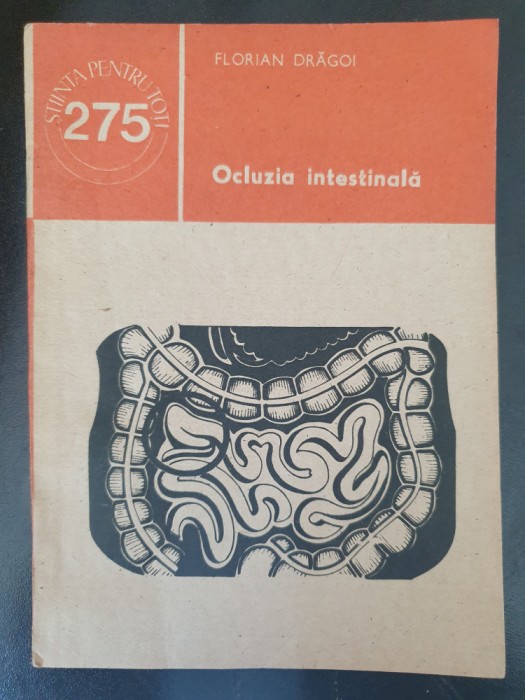 FLORIAN DRĂGOI
ȘTIINȚA PENTRU TOȚI
275
Ocluzia intestinală